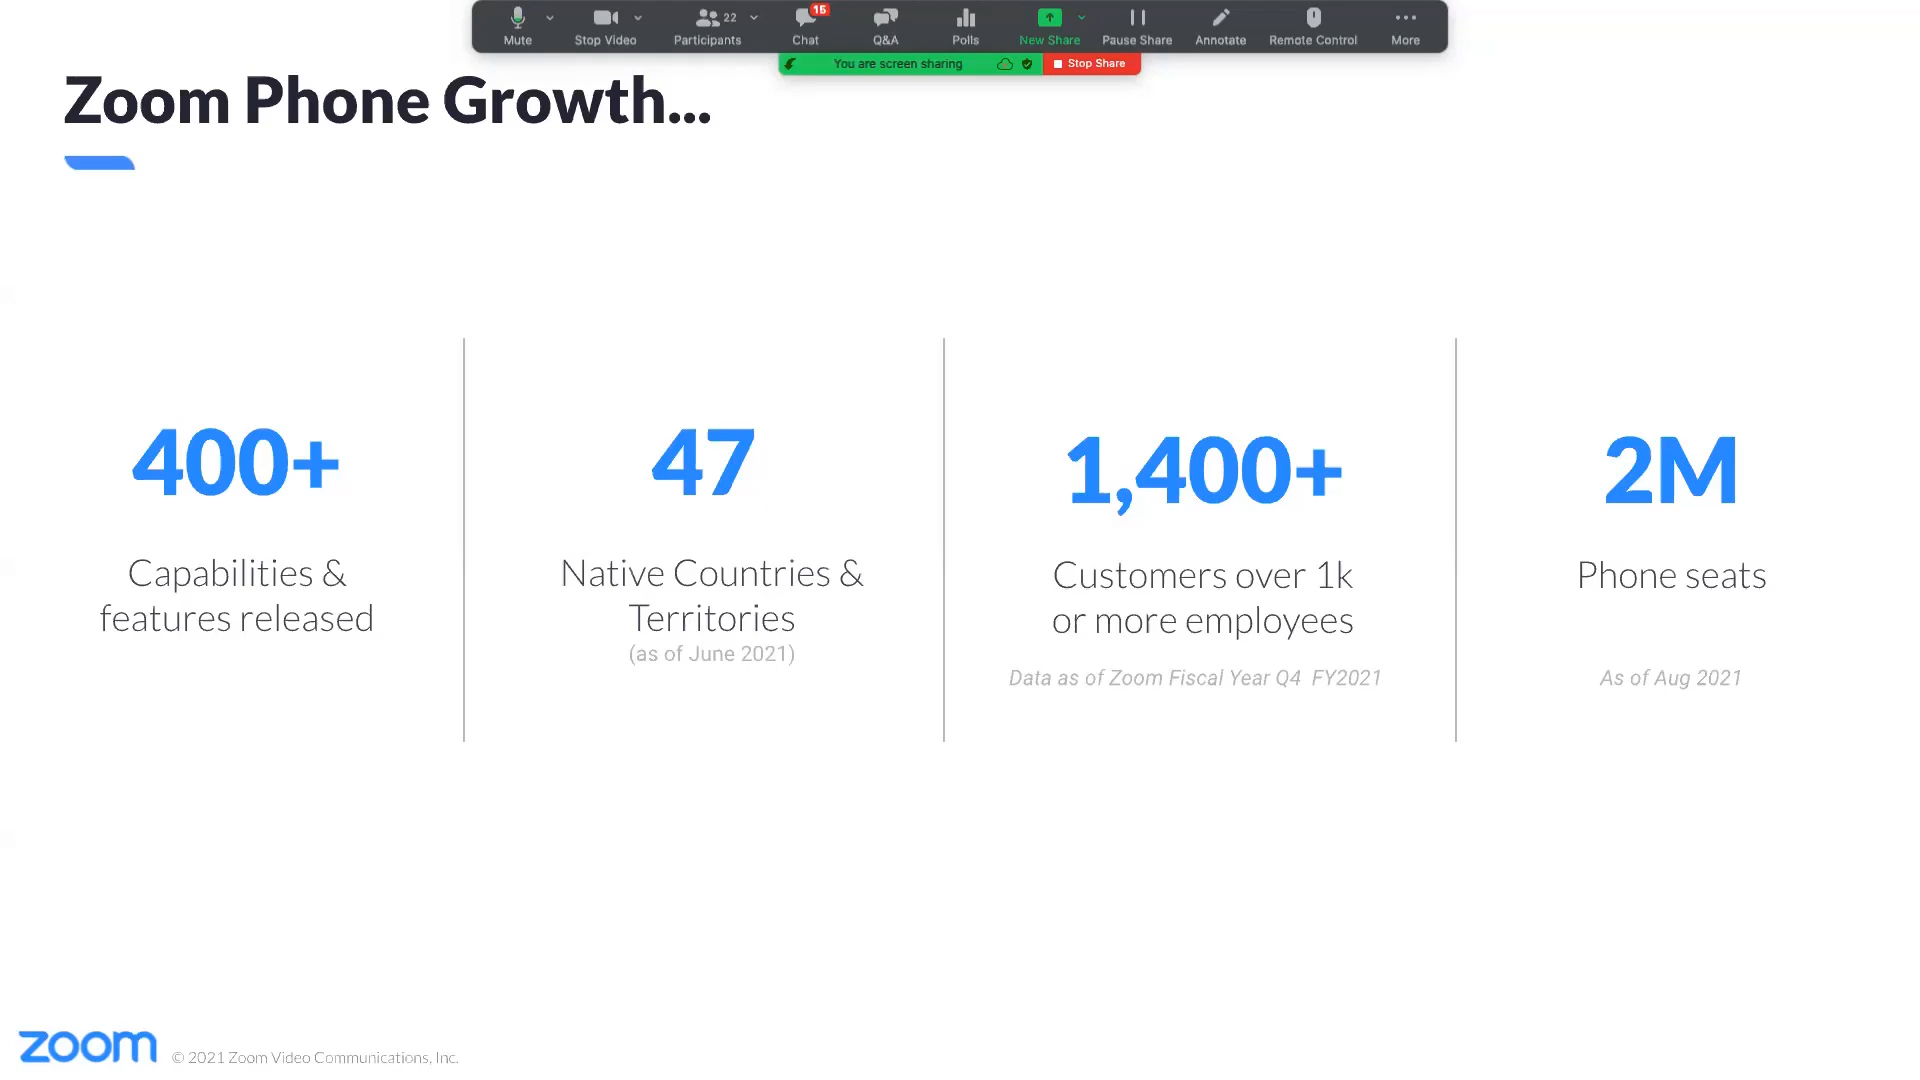 22
15
Mute
Stop Video
Participants
Chat
Q&A
Polls
New Share
Pause Share
Annotate
Remote Control
More
You are screen sharing
Stop Share
Zoom Phone Growth...
400+
Capabilities &
features released
47
Native Countries &
Territories
(as of June 2021)
1,400+
Customers over 1k
or more employees
Data as of Zoom Fiscal Year Q4 FY2021
2M
Phone seats
As of Aug 2021
zoom
© 2021 Zoom Video Communications, Inc.